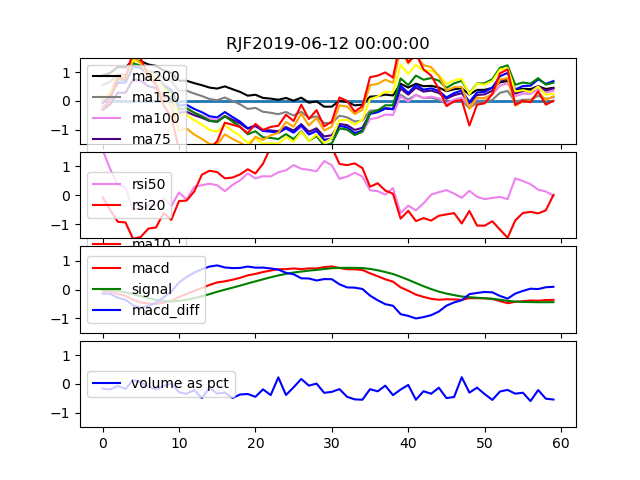 RJF2019-06-12 00:00:00
1
0
−1
ma200
ma150
ma100
ma75
1
0
−1
rsi50
rsi20
ma10
1
0
−1
macd
signal
macd_diff
1
0
−1
volume as pct
0 10 20 30 40 50 60